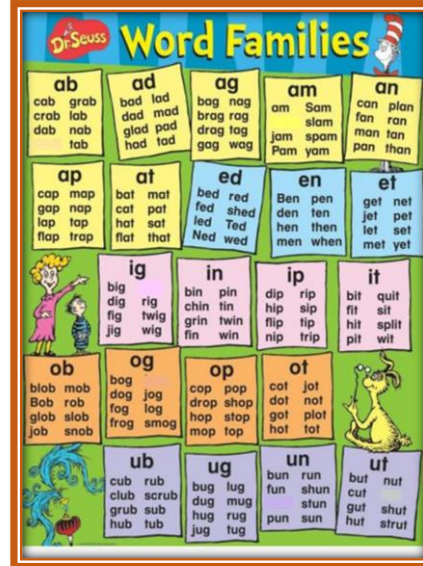 Dr. Seuss Word Families
ab
cab grab
crab lab
dab nab
tab
ad
bad lad
dad mad
glad pad
had tad
ag
bag nag
brag rag
drag tag
gag wag
am
am Sam
slam
jam spam
Pam yam
an
can plan
fan ran
man tan
pan than
ap
cap map
gap nap
lap tap
flap trap
at
bat mat
cat pat
hat sat
flat that
ed
bed red
fed shed
led Ted
Ned wed
en
Ben pen
den ten
hen then
men when
et
get net
jet pet
let set
met yet
ig
big
dig rig
fig twig
jig wig
in
bin pin
chin tin
grin twin
fin win
ip
dip rip
hip sip
flip tip
nip trip
it
bit quit
fit sit
hit split
pit wit
ob
blob mob
Bob rob
glob slob
job snob
og
bog
dog jog
fog log
frog smog
op
cop pop
drop shop
hop stop
mop top
ot
cot jot
dot not
got plot
hot tot
ub
cub rub
club scrub
grub sub
hub tub
ug
bug lug
dug mug
hug rug
jug tug
un
bun run
fun shun
stun
pun sun
ut
but nut
cut
gut shut
hut strut